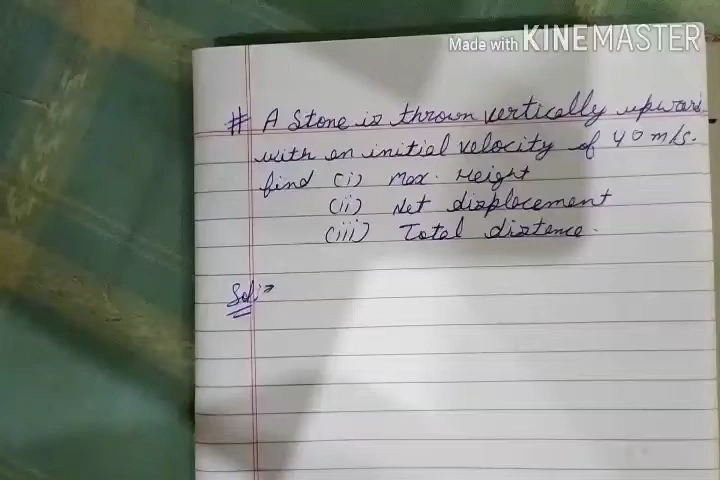 Made with KINEMASTER
# A Stone is thrown vertically upward
with an initial velocity of 40 m/s.
find (i) Max. Height
(ii) Net displacement
(iii) Total distance.
Sol:-